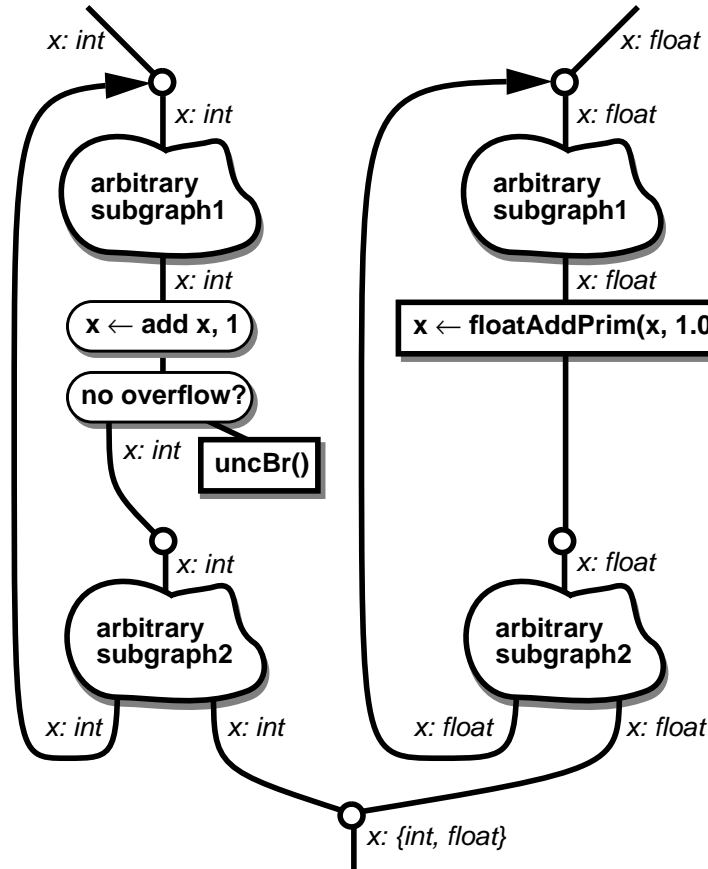 x: int
x: int
arbitrary
subgraph1
x: int
x ← add x, 1
no overflow?
x: int
uncBr()
x: int
arbitrary
subgraph2
x: int
x: int
x: float
x: float
arbitrary
subgraph1
x: float
x ← floatAddPrim(x, 1.0
x: float
arbitrary
subgraph2
x: float
x: float
x: {int, float}